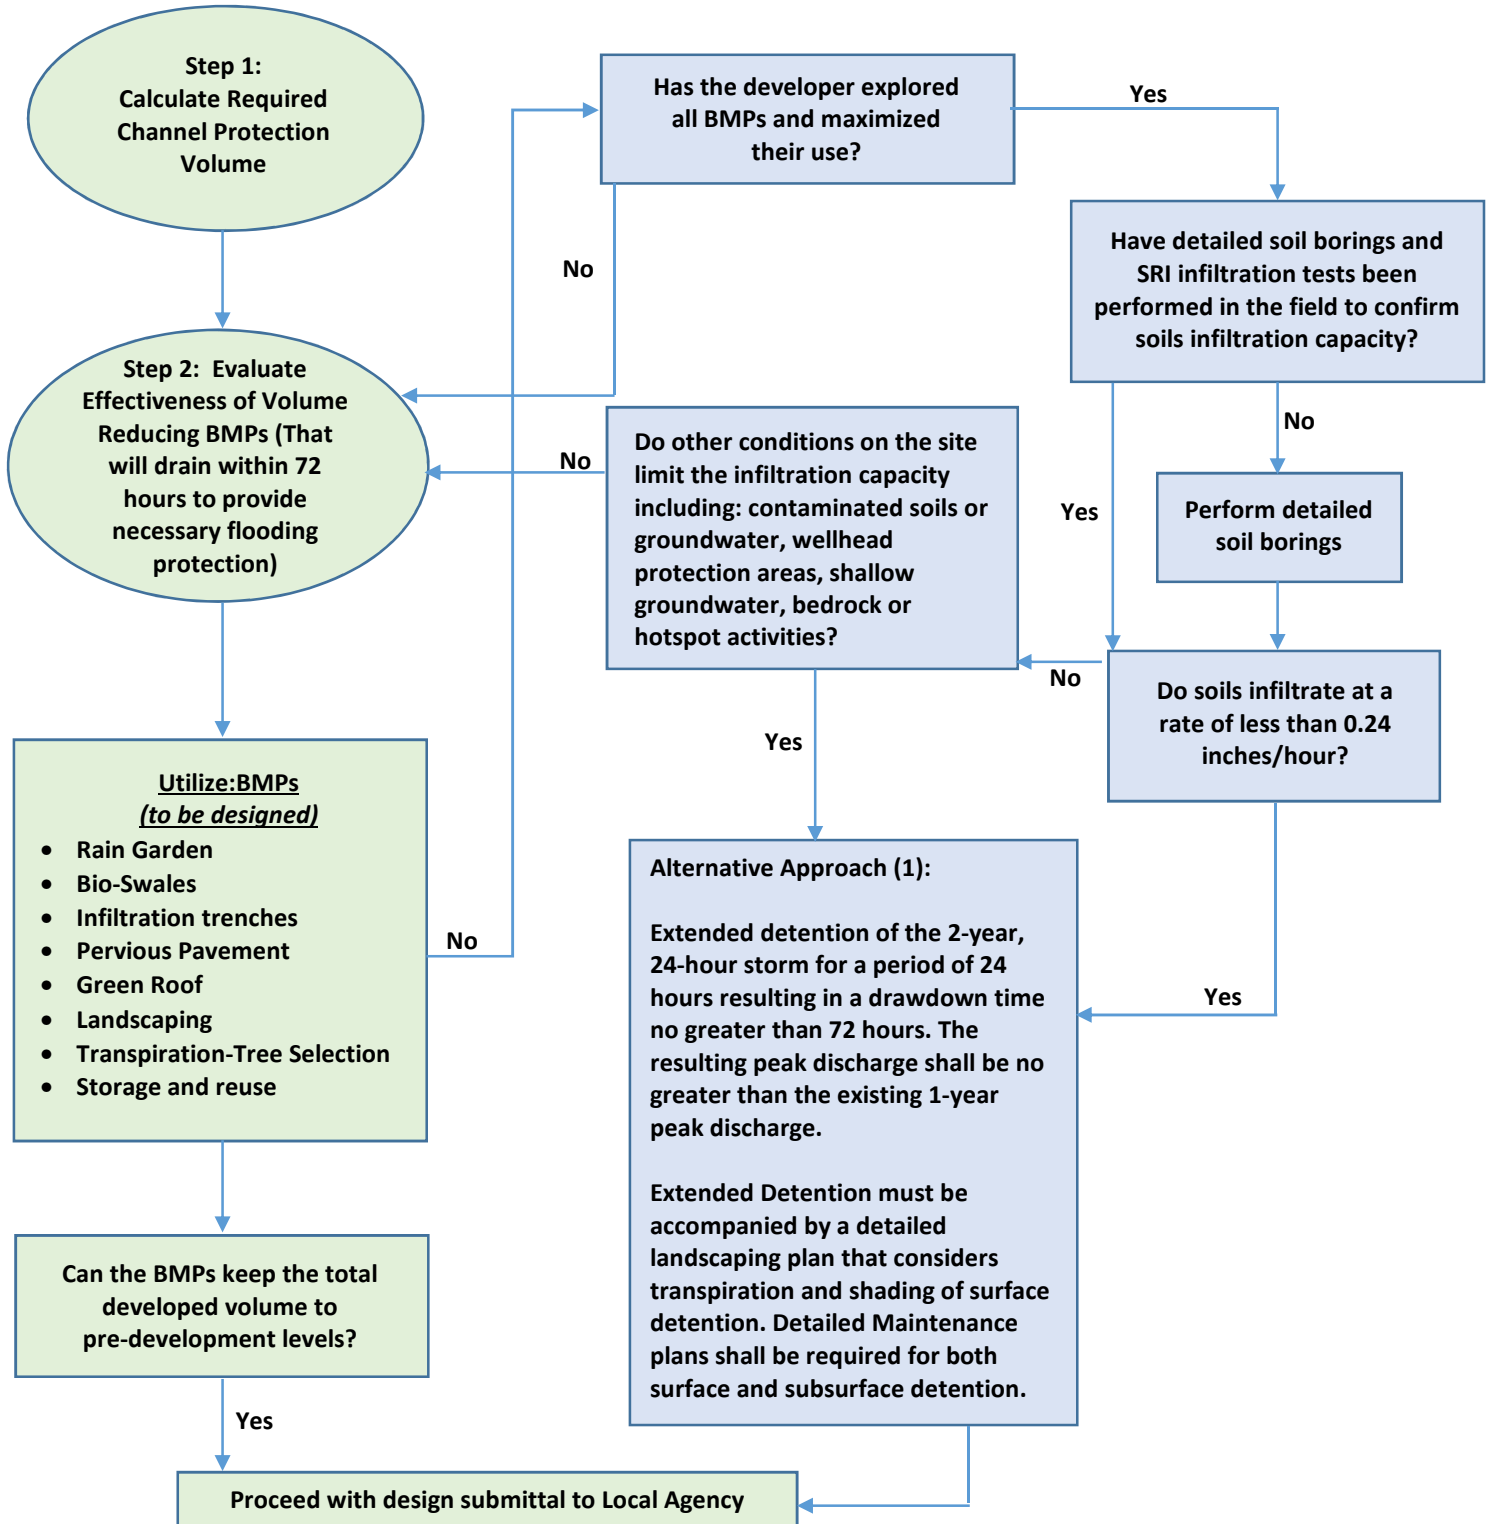 Step 1:
Calculate Required
Channel Protection
Volume
Step 2:  Evaluate
Effectiveness of Volume
Reducing BMPs (That
will drain within 72
hours to provide
necessary flooding
protection)
Utilize:BMPs
(to be designed)
• Rain Garden
• Bio-Swales
• Infiltration trenches
• Pervious Pavement
• Green Roof
• Landscaping
• Transpiration-Tree Selection
• Storage and reuse
No
Can the BMPs keep the total
developed volume to
pre-development levels?
Yes
Proceed with design submittal to Local Agency
Has the developer explored
all BMPs and maximized
their use?
Yes
No
Have detailed soil borings and
SRI infiltration tests been
performed in the field to confirm
soils infiltration capacity?
No
Yes
Perform detailed
soil borings
Do soils infiltrate at a
rate of less than 0.24
inches/hour?
No
Yes
Do other conditions on the site
limit the infiltration capacity
including: contaminated soils or
groundwater, wellhead
protection areas, shallow
groundwater, bedrock or
hotspot activities?
No
Yes
Alternative Approach (1):
Extended detention of the 2-year,
24-hour storm for a period of 24
hours resulting in a drawdown time
no greater than 72 hours. The
resulting peak discharge shall be no
greater than the existing 1-year
peak discharge.
Extended Detention must be
accompanied by a detailed
landscaping plan that considers
transpiration and shading of surface
detention. Detailed Maintenance
plans shall be required for both
surface and subsurface detention.